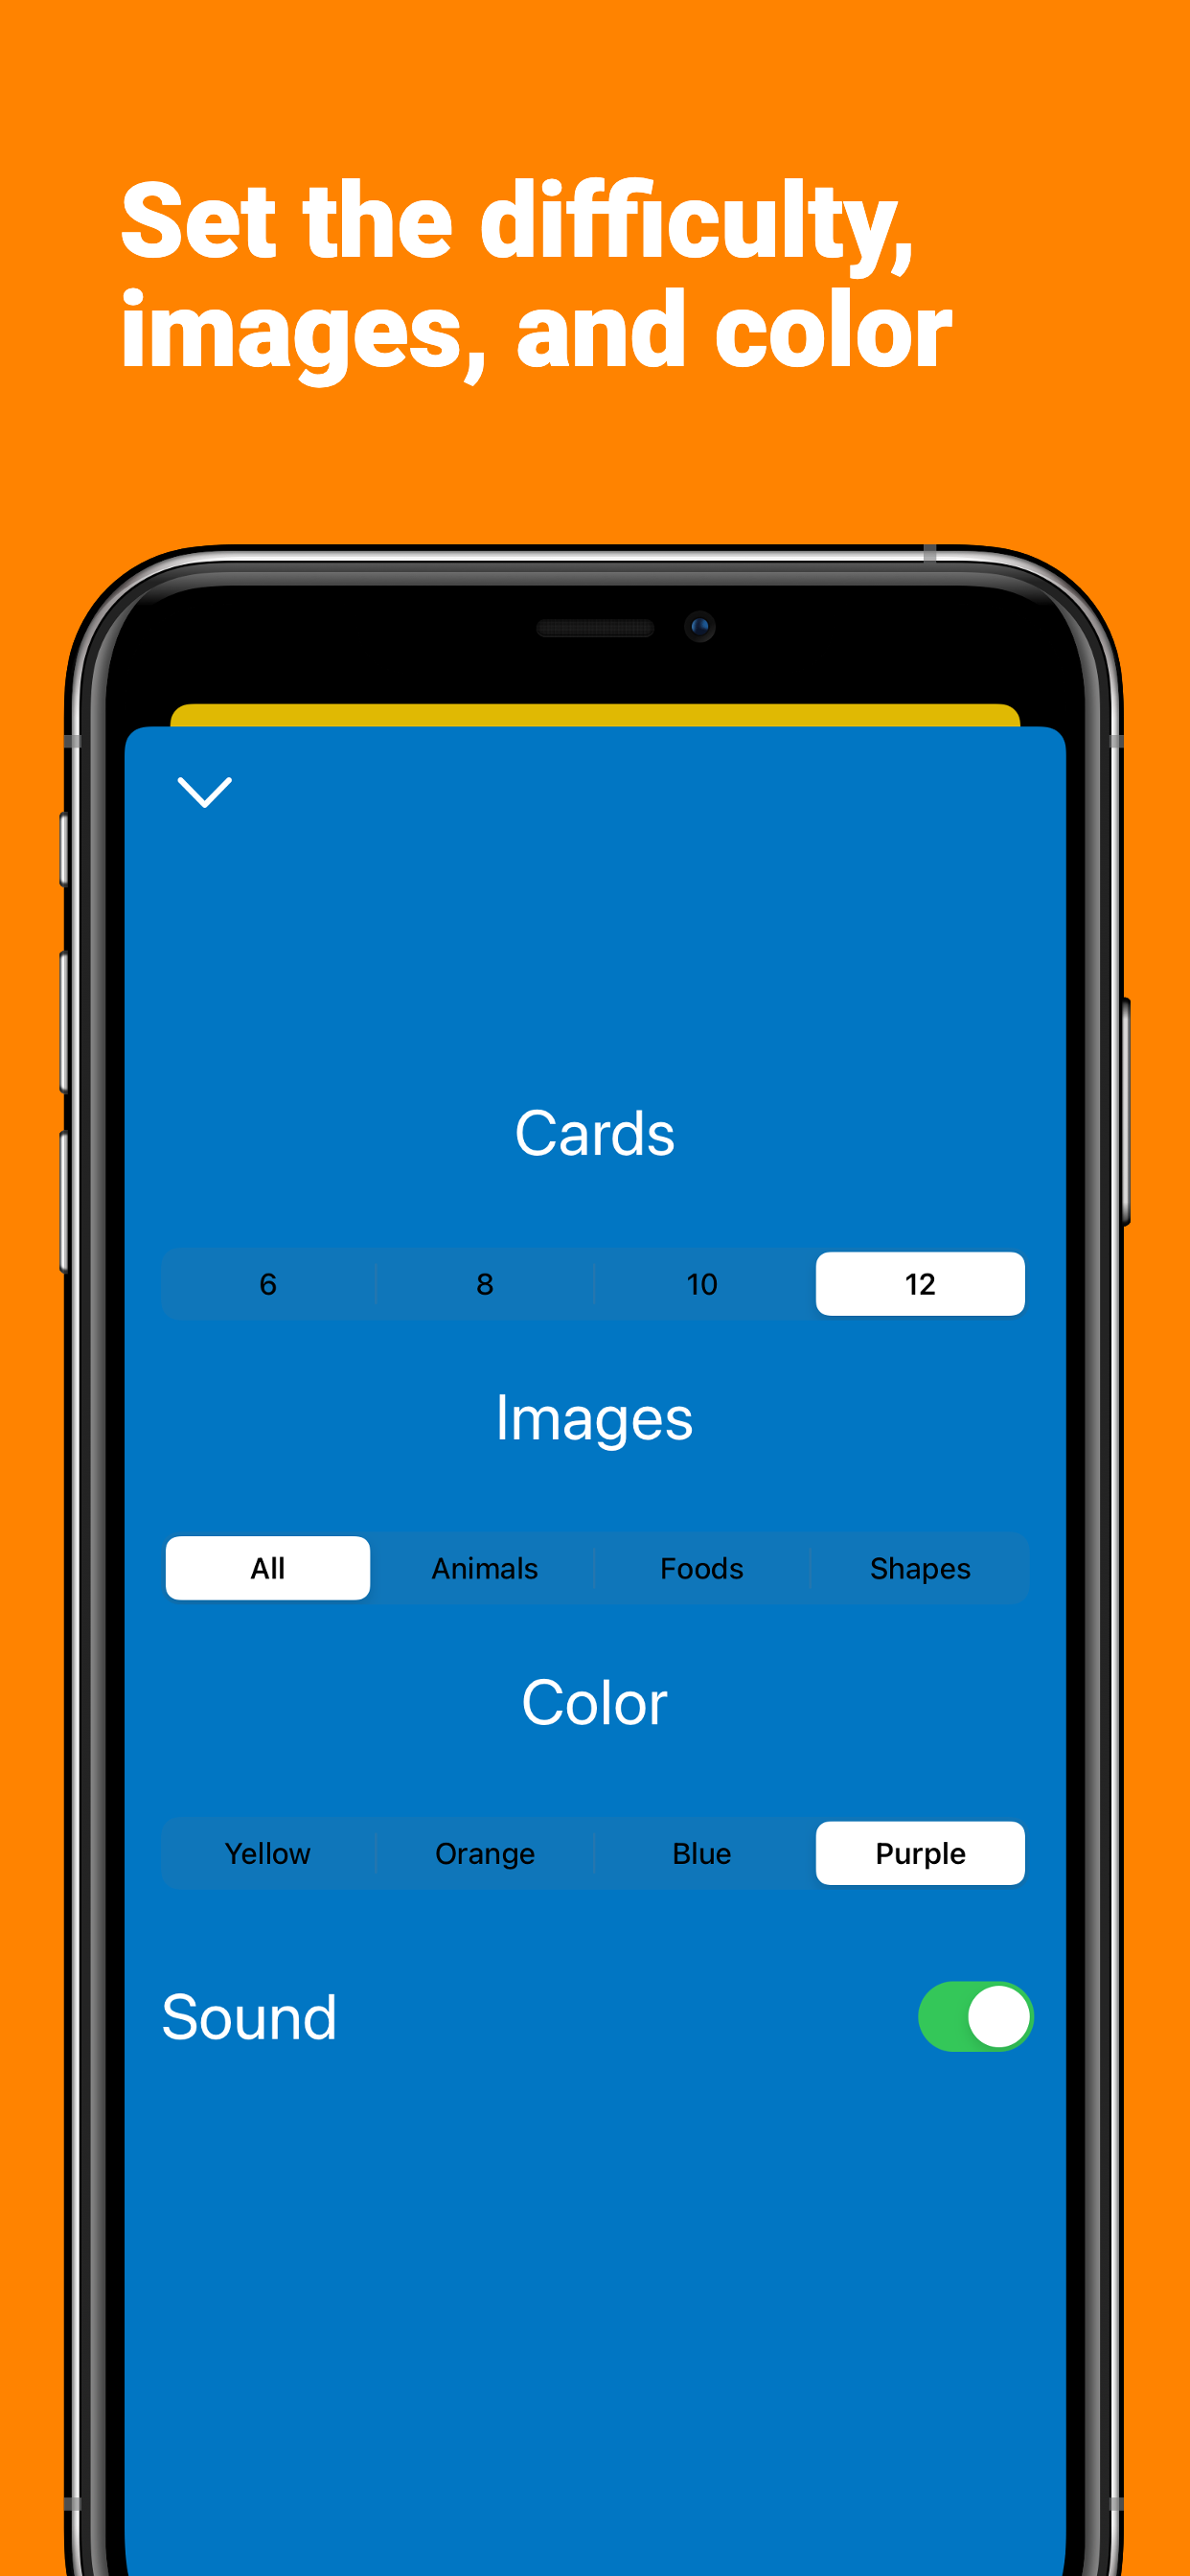 Set the difficulty,
images, and color
Cards
6 8 10 12
Images
All Animals Foods Shapes
Color
Yellow Orange Blue Purple
Sound